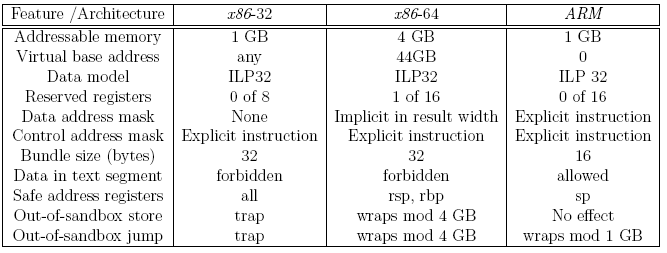 Feature /Architecture x86-32 x86-64 ARM
Addressable memory 1 GB 4 GB 1 GB
Virtual base address any 44GB 0
Data model ILP32 ILP32 ILP 32
Reserved registers 0 of 8 1 of 16 0 of 16
Data address mask None Implicit in result width Explicit instruction
Control address mask Explicit instruction Explicit instruction Explicit instruction
Bundle size (bytes) 32 32 16
Data in text segment forbidden forbidden allowed
Safe address registers all rsp, rbp sp
Out-of-sandbox store trap wraps mod 4 GB No effect
Out-of-sandbox jump trap wraps mod 4 GB wraps mod 1 GB